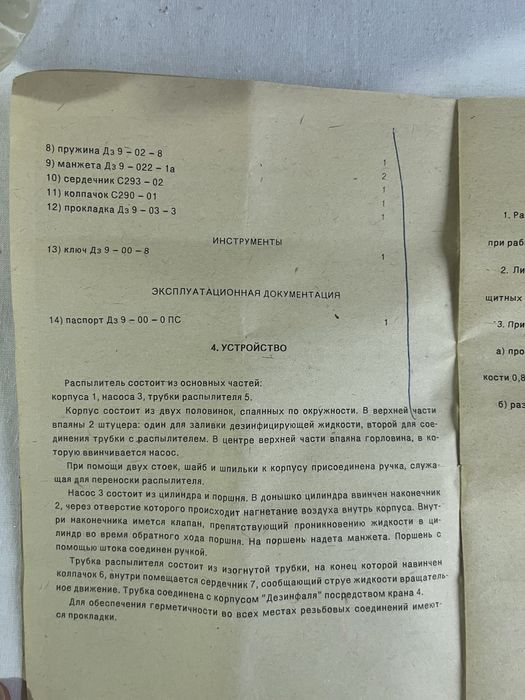 8) пружина Дз 9 – 02 – 8
1
9) манжета Дз 9 – 022 – 1а
2
10) сердечник С293 – 02
1
11) колпачок С290 – 01
1
12) прокладка Дз 9 – 03 – 3
1
ИНСТРУМЕНТЫ
13) ключ Дз 9 – 00 – 8
1
ЭКСПЛУАТАЦИОННАЯ ДОКУМЕНТАЦИЯ
14) паспорт Дз 9 – 00 – 0 ПС
1
4. УСТРОЙСТВО
Распылитель состоит из основных частей:
корпуса 1, насоса 3, трубки распылителя 5.
Корпус состоит из двух половинок, спаянных по окружности. В верхней части
впаяны 2 штуцера: один для заливки дезинфицирующей жидкости, второй для сое-
динения трубки с распылителем. В центре верхней части впаяна горловина, в ко-
торую ввинчивается насос.
При помощи двух стоек, шайб и шпильки к корпусу присоединена ручка, служа-
щая для переноски распылителя.
Насос 3 состоит из цилиндра и поршня. В донышко цилиндра ввинчен наконечник
2, через отверстие которого происходит нагнетание воздуха внутрь корпуса. Внут-
ри наконечника имется клапан, препятствующий проникновению жидкости в ци-
линдр во время обратного хода поршня. На поршень надета манжета. Поршень с
помощью штока соединен ручкой.
Трубка распылителя состоит из изогнутой трубки, на конец которой навинчен
колпачок 6, внутри помещается сердечник 7, сообщающий струе жидкости вращатель-
ное движение. Трубка соединена с корпусом "Дезинфаля" посредством крана 4.
Для обеспечения герметичности во всех местах резьбовых соединений имеют-
ся прокладки.
1. Ра
при раб
2. Ли
щитных
3. При
а) про
кости 0,8
б) раз